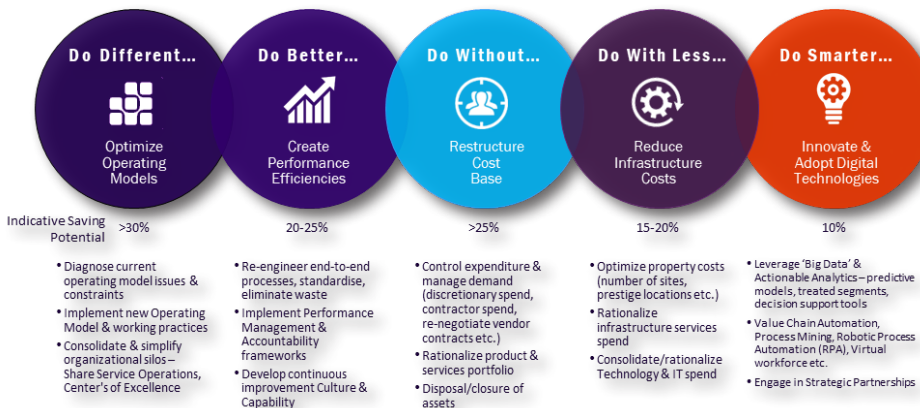 Do Different...
Optimize
Operating
Models
Do Better...
Create
Performance
Efficiencies
Do Without...
Restructure
Cost
Base
Do With Less...
Reduce
Infrastructure
Costs
Do Smarter...
Innovate &
Adopt Digital
Technologies
Indicative Saving
Potential
>30%
20-25%
>25%
15-20%
10%
• Diagnose current
operating model issues &
constraints
• Implement new Operating
Model & working practices
• Consolidate & simplify
organizational silos –
Share Service Operations,
Center's of Excellence
• Re-engineer end-to-end
processes, standardise,
eliminate waste
• Implement Performance
Management &
Accountability
frameworks
• Develop continuous
improvement Culture &
Capability
• Control expenditure &
manage demand
(discretionary spend,
contractor spend,
re-negotiate vendor
contracts etc.)
• Rationalize product &
services portfolio
• Disposal/closure of
assets
• Optimize property costs
(number of sites,
prestige locations etc.)
• Rationalize
infrastructure services
spend
• Consolidate/rationalize
Technology & IT spend
• Leverage 'Big Data' &
Actionable Analytics – predictive
models, treated segments,
decision support tools
• Value Chain Automation,
Process Mining, Robotic Process
Automation (RPA), Virtual
workforce etc.
• Engage in Strategic Partnerships